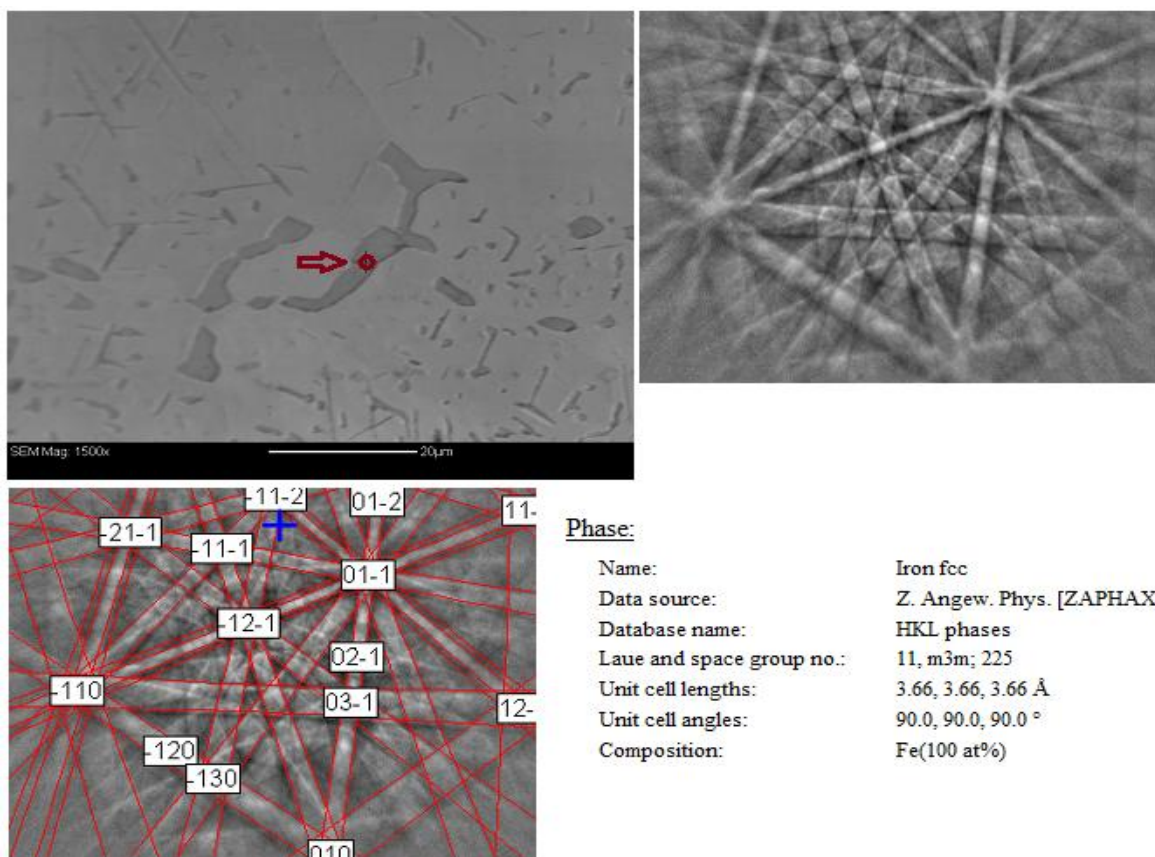 SEM Mag: 1500x
20µm
-11-2
01-2
11-
-21-1
-11-1
01-1
-12-1
02-1
-110
03-1
12-
-120
-130
010
Phase:
Name: Iron fcc
Data source: Z. Angew. Phys. [ZAPHAX
Database name: HKL phases
Laue and space group no.: 11, m3m; 225
Unit cell lengths: 3.66, 3.66, 3.66 Å
Unit cell angles: 90.0, 90.0, 90.0 °
Composition: Fe(100 at%)